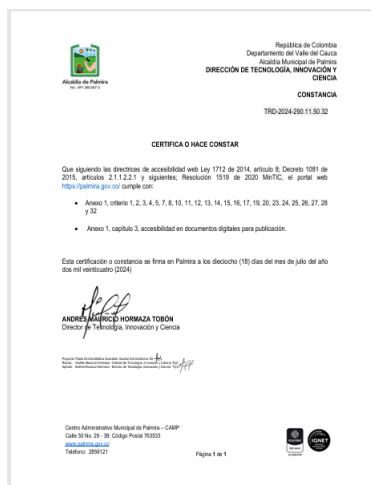 República de Colombia
Departamento del Valle del Cauca
Alcaldía Municipal de Palmira
DIRECCIÓN DE TECNOLOGÍA, INNOVACIÓN Y
CIENCIA
Alcaldía de Palmira
CONSTANCIA
TRD-2024-290.11.50.32
CERTIFICA O HACE CONSTAR
Que siguiendo las directrices de accesibilidad web Ley 1712 de 2014, artículo 8; Decreto 1081 de
2015, artículos 2.1.1.2.2.1 y siguientes; Resolución 1519 de 2020 MinTIC, el portal web
https://palmira.gov.co/ cumple con:
• Anexo 1, criterio 1, 2, 3, 4, 5, 7, 8, 10, 11, 12, 13, 14, 15, 16, 17, 19, 20, 23, 24, 25, 26, 27, 28
y 32
• Anexo 1, capítulo 3, accesibilidad en documentos digitales para publicación.
Esta certificación o constancia se firma en Palmira a los dieciocho (18) días del mes de julio del año
dos mil veinticuatro (2024)
ANDRÉS MAURICIO HORMAZA TOBÓN
Director de Tecnología, Innovación y Ciencia
Centro Administrativo Municipal de Palmira – CAMP
Calle 30 No. 29 - 39: Código Postal 763533
www.palmira.gov.co
Teléfono: 2856121
Página 1 de 1
IQNET